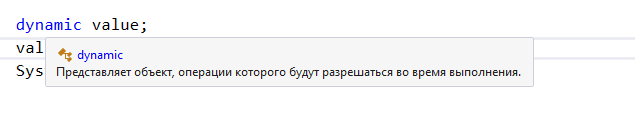 dynamic value;
val
dynamic
Представляет объект, операции которого будут разрешаться во время выполнения.
Sys